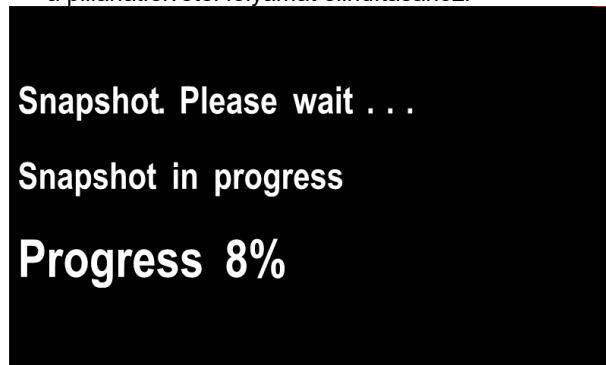 Snapshot. Please wait . . .
Snapshot in progress
Progress 8%